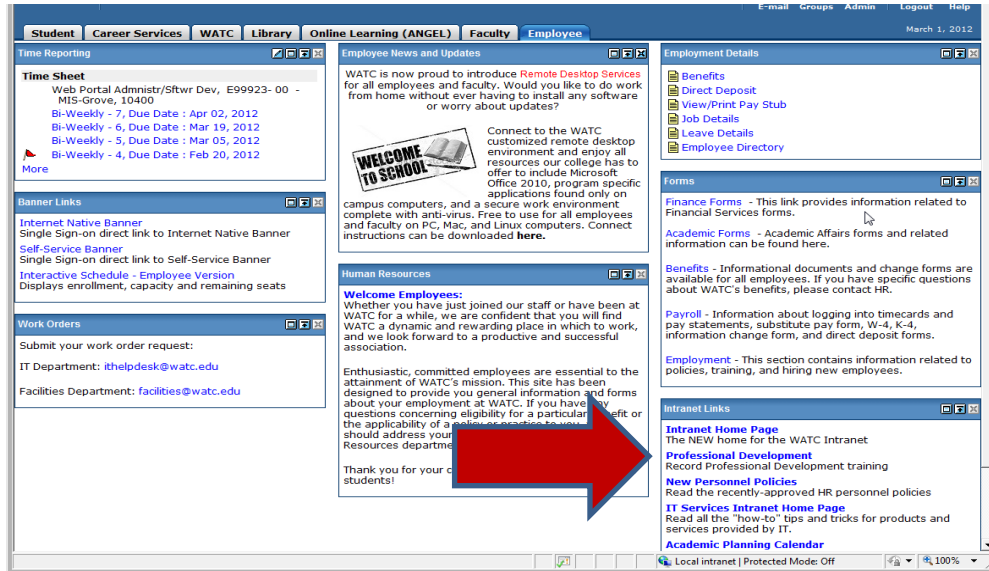 E-mail Groups Admin Logout Help
Student Career Services WATC Library Online Learning (ANGEL) Faculty Employee
March 1, 2012
Time Reporting
Time Sheet
Web Portal Admnistr/Sftwr Dev, E99923- 00 -
MIS-Grove, 10400
Bi-Weekly - 7, Due Date : Apr 02, 2012
Bi-Weekly - 6, Due Date : Mar 19, 2012
Bi-Weekly - 5, Due Date : Mar 05, 2012
Bi-Weekly - 4, Due Date : Feb 20, 2012
More
Banner Links
Internet Native Banner
Single Sign-on direct link to Internet Native Banner
Self-Service Banner
Single Sign-on direct link to Self-Service Banner
Interactive Schedule - Employee Version
Displays enrollment, capacity and remaining seats
Work Orders
Submit your work order request:
IT Department: ithelpdesk@watc.edu
Facilities Department: facilities@watc.edu
Employee News and Updates
WATC is now proud to introduce Remote Desktop Services
for all employees and faculty. Would you like to do work
from home without ever having to install any software
or worry about updates?
WELCOME
TO SCHOOL
Connect to the WATC
customized remote desktop
environment and enjoy all
resources our college has to
offer to include Microsoft
Office 2010, program specific
applications found only on
campus computers, and a secure work environment
complete with anti-virus. Free to use for all employees
and faculty on PC, Mac, and Linux computers. Connect
instructions can be downloaded here.
Human Resources
Welcome Employees:
Whether you have just joined our staff or have been at
WATC for a while, we are confident that you will find
WATC a dynamic and rewarding place in which to work,
and we look forward to a productive and successful
association.
Enthusiastic, committed employees are essential to the
attainment of WATC's mission. This site has been
designed to provide you general information and forms
about your employment at WATC. If you have any
questions concerning eligibility for a particular benefit or
the applicability of a policy or practice to you
should address your
Resources
Thank you for your
students!
Employment Details
Benefits
Direct Deposit
View/Print Pay Stub
Job Details
Leave Details
Employee Directory
Forms
Finance Forms - This link provides information related to
Financial Services forms.
Academic Forms - Academic Affairs forms and related
information can be found here.
Benefits - Informational documents and change forms are
available for all employees. If you have specific questions
about WATC's benefits, please contact HR.
Payroll - Information about logging into timecards and
pay statements, substitute pay form, W-4, K-4,
information change form, and direct deposit forms.
Employment - This section contains information related to
policies, training, and hiring new employees.
Intranet Links
Intranet Home Page
The NEW home for the WATC Intranet
Professional Development
Record Professional Development training
New Personnel Policies
Read the recently-approved HR personnel policies
IT Services Intranet Home Page
Read all the "how-to" tips and tricks for products and
services provided by IT.
Academic Planning Calendar
Local intranet | Protected Mode: Off
100%